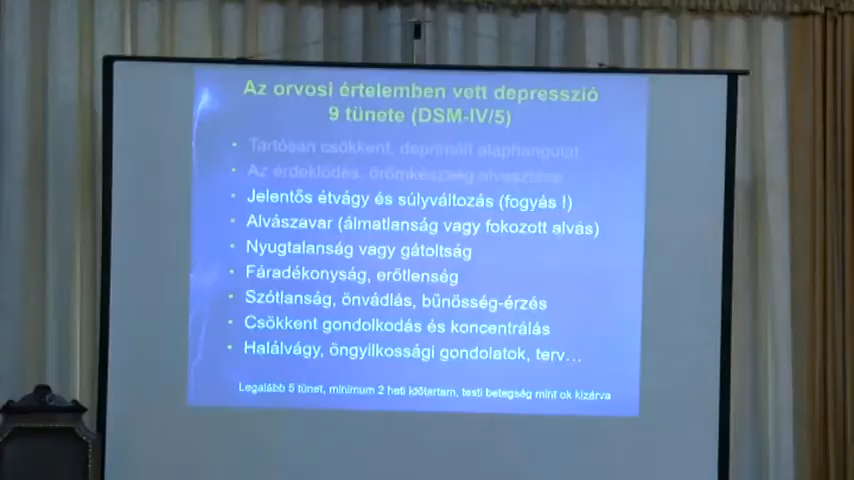 Az orvosi értelemben vett depresszió
9 tünete (DSM-IV/5)
• Tartósan csökkent, deprimált alaphangulat
• Az érdeklődés, örömkészség elvesztése
• Jelentős étvágy és súlyváltozás (fogyás !)
• Alvászavar (álmatlanság vagy fokozott alvás)
• Nyugtalanság vagy gátoltság
• Fáradékonyság, erőtlenség
• Szótlanság, önvádlás, bűnösség-érzés
• Csökkent gondolkodás és koncentrálás
• Halálvágy, öngyilkossági gondolatok, terv…
Legalább 5 tünet, minimum 2 heti időtartam, testi betegség mint ok kizárva